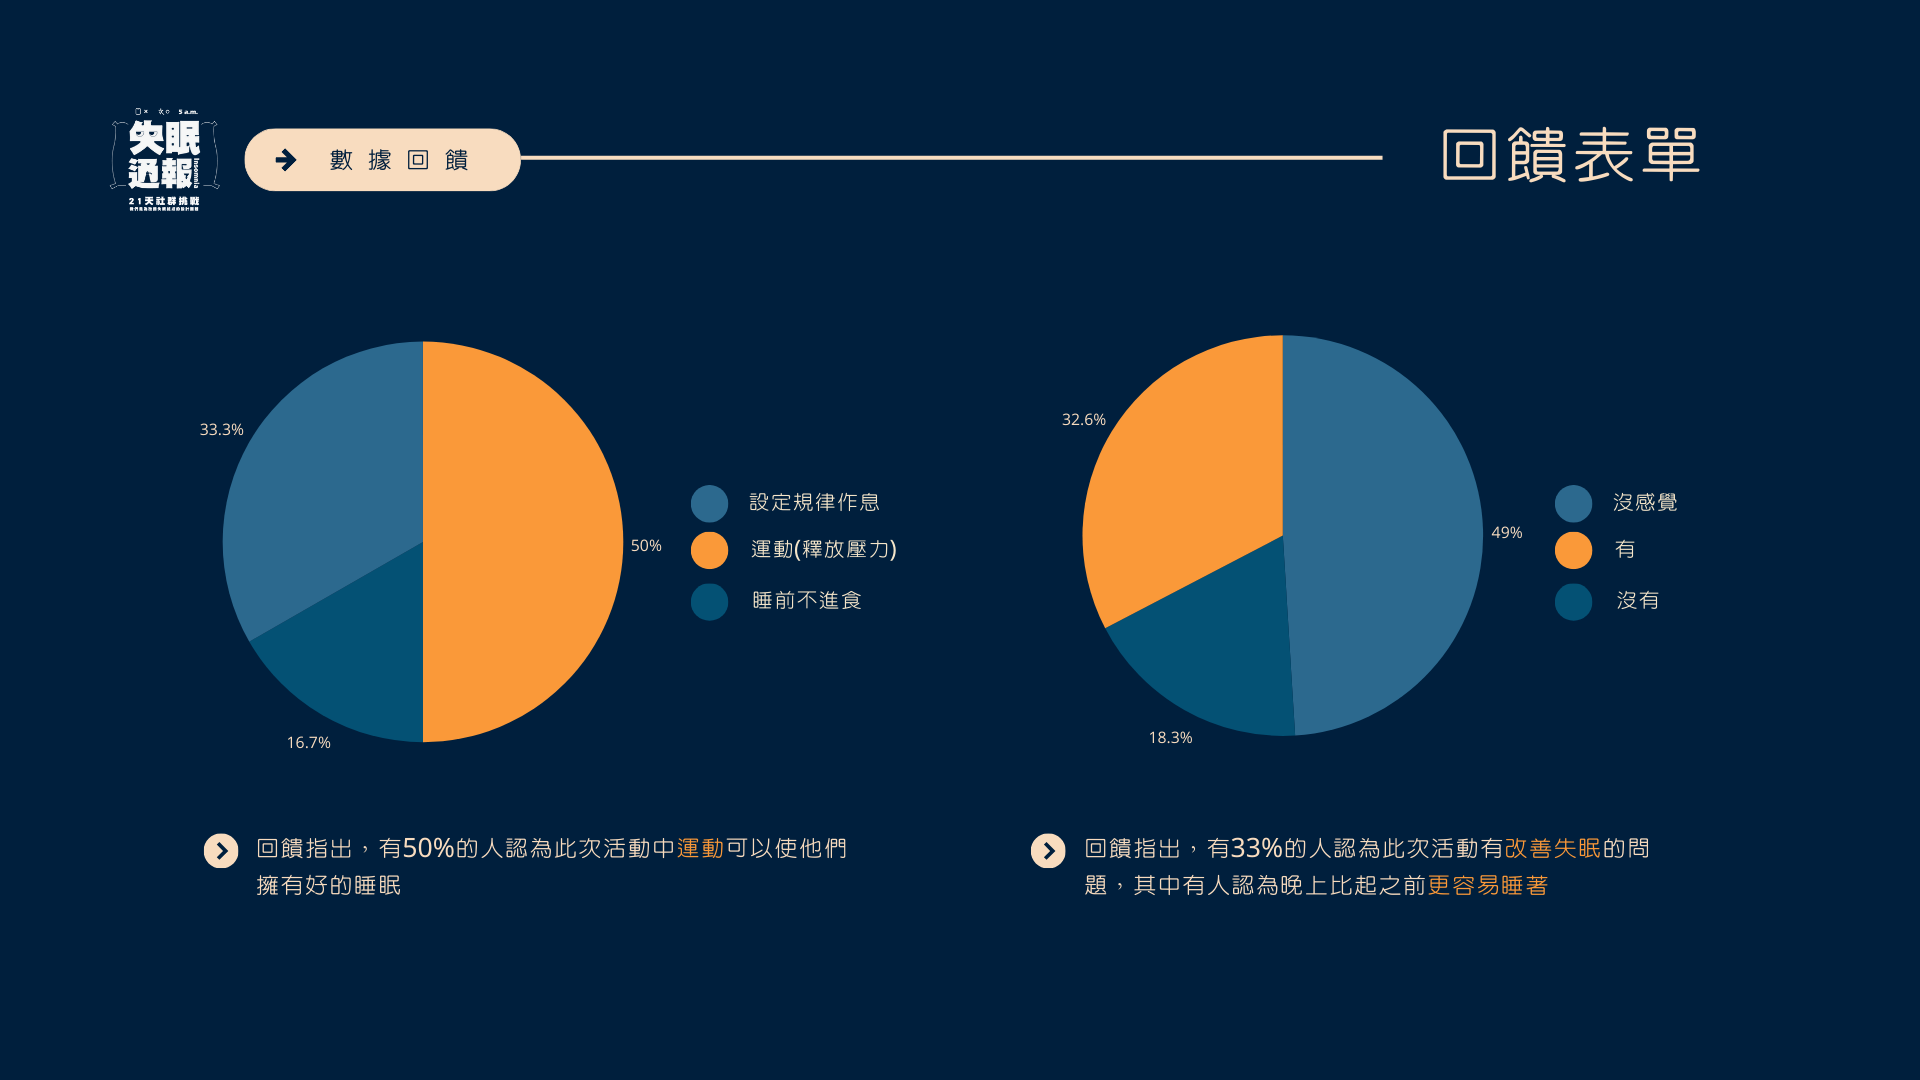 失眠
通報
Insomnia
21天社群挑戰
數據回饋
回饋表單
33.3%
50%
16.7%
設定規律作息
運動(釋放壓力)
睡前不進食
32.6%
49%
18.3%
沒感覺
有
沒有
回饋指出，有50%的人認為此次活動中運動可以使他們
擁有好的睡眠
回饋指出，有33%的人認為此次活動有改善失眠的問
題，其中有人認為晚上比起之前更容易睡著